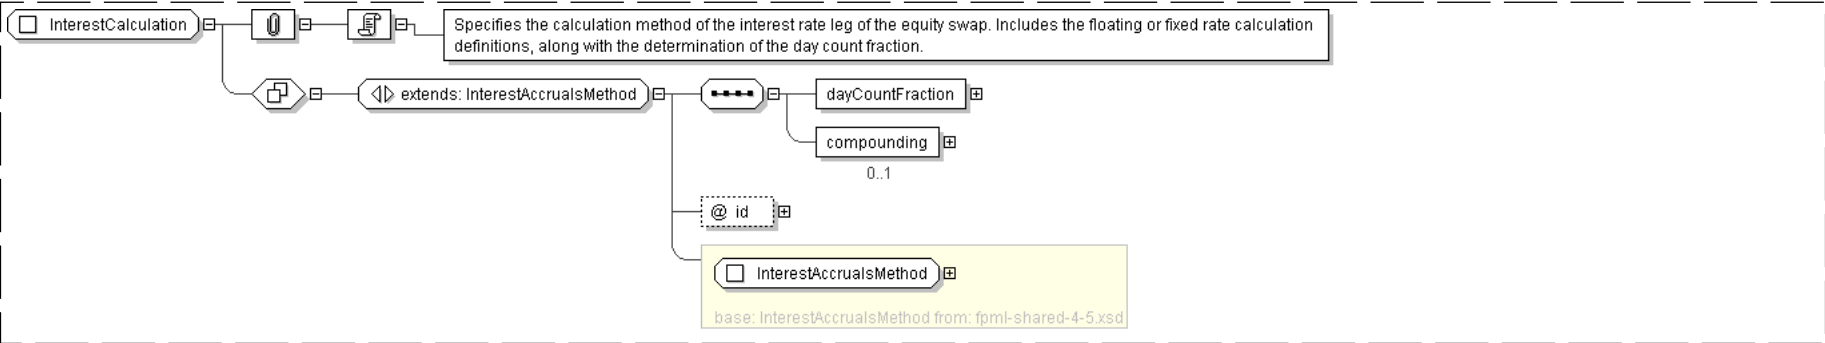 InterestCalculation
Specifies the calculation method of the interest rate leg of the equity swap. Includes the floating or fixed rate calculation
definitions, along with the determination of the day count fraction.
extends: InterestAccrualsMethod
dayCountFraction
compounding
0..1
@ id
InterestAccrualsMethod
base: InterestAccrualsMethod from: fpml-shared-4-5.xsd